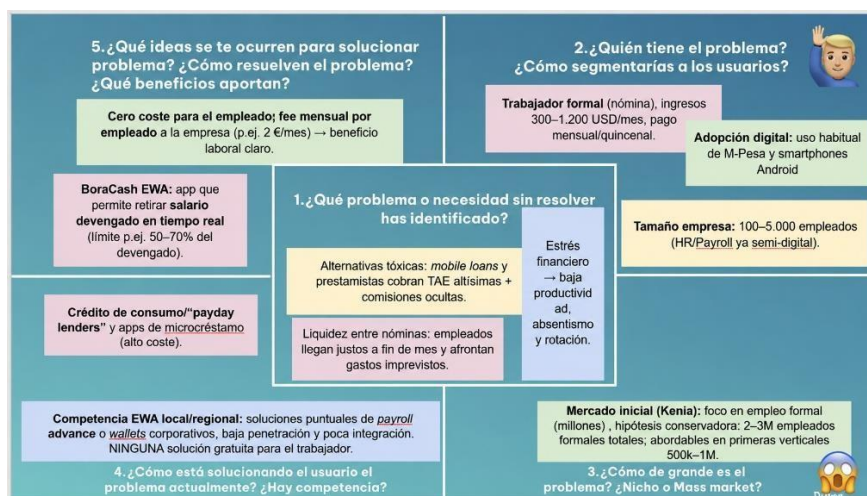 5.¿Qué ideas se te ocurren para solucionar
problema? ¿Cómo resuelven el problema?
¿Qué beneficios aportan?
Cero coste para el empleado; fee mensual por
empleado a la empresa (p.ej. 2 €/mes) → beneficio
laboral claro.
BoraCash EWA: app que
permite retirar salario
devengado en tiempo real
(límite p.ej. 50–70% del
devengado).
2.¿Quién tiene el problema?
¿Cómo segmentarías a los usuarios?
Trabajador formal (nómina), ingresos
300–1.200 USD/mes, pago
mensual/quincenal.
Adopción digital: uso habitual
de M-Pesa y smartphones
Android
Tamaño empresa: 100–5.000 empleados
(HR/Payroll ya semi-digital).
1.¿Qué problema o necesidad sin resolver
has identificado?
Alternativas tóxicas: mobile loans y
prestamistas cobran TAE altísimas +
comisiones ocultas.
Liquidez entre nóminas: empleados
llegan justos a fin de mes y afrontan
gastos imprevistos.
Estrés
financiero
→ baja
productivid
ad,
absentismo
y rotación.
Crédito de consumo/“payday
lenders” y apps de microcréstamo
(alto coste).
Competencia EWA local/regional: soluciones puntuales de payroll
advance o wallets corporativos, baja penetración y poca integración.
NINGUNA solución gratuita para el trabajador.
4.¿Cómo está solucionando el usuario el
problema actualmente? ¿Hay competencia?
Mercado inicial (Kenia): foco en empleo formal
(millones) , hipótesis conservadora: 2–3M empleados
formales totales; abordables en primeras verticales
500k–1M.
3.¿Cómo de grande es el
problema? ¿Nicho o Mass market?